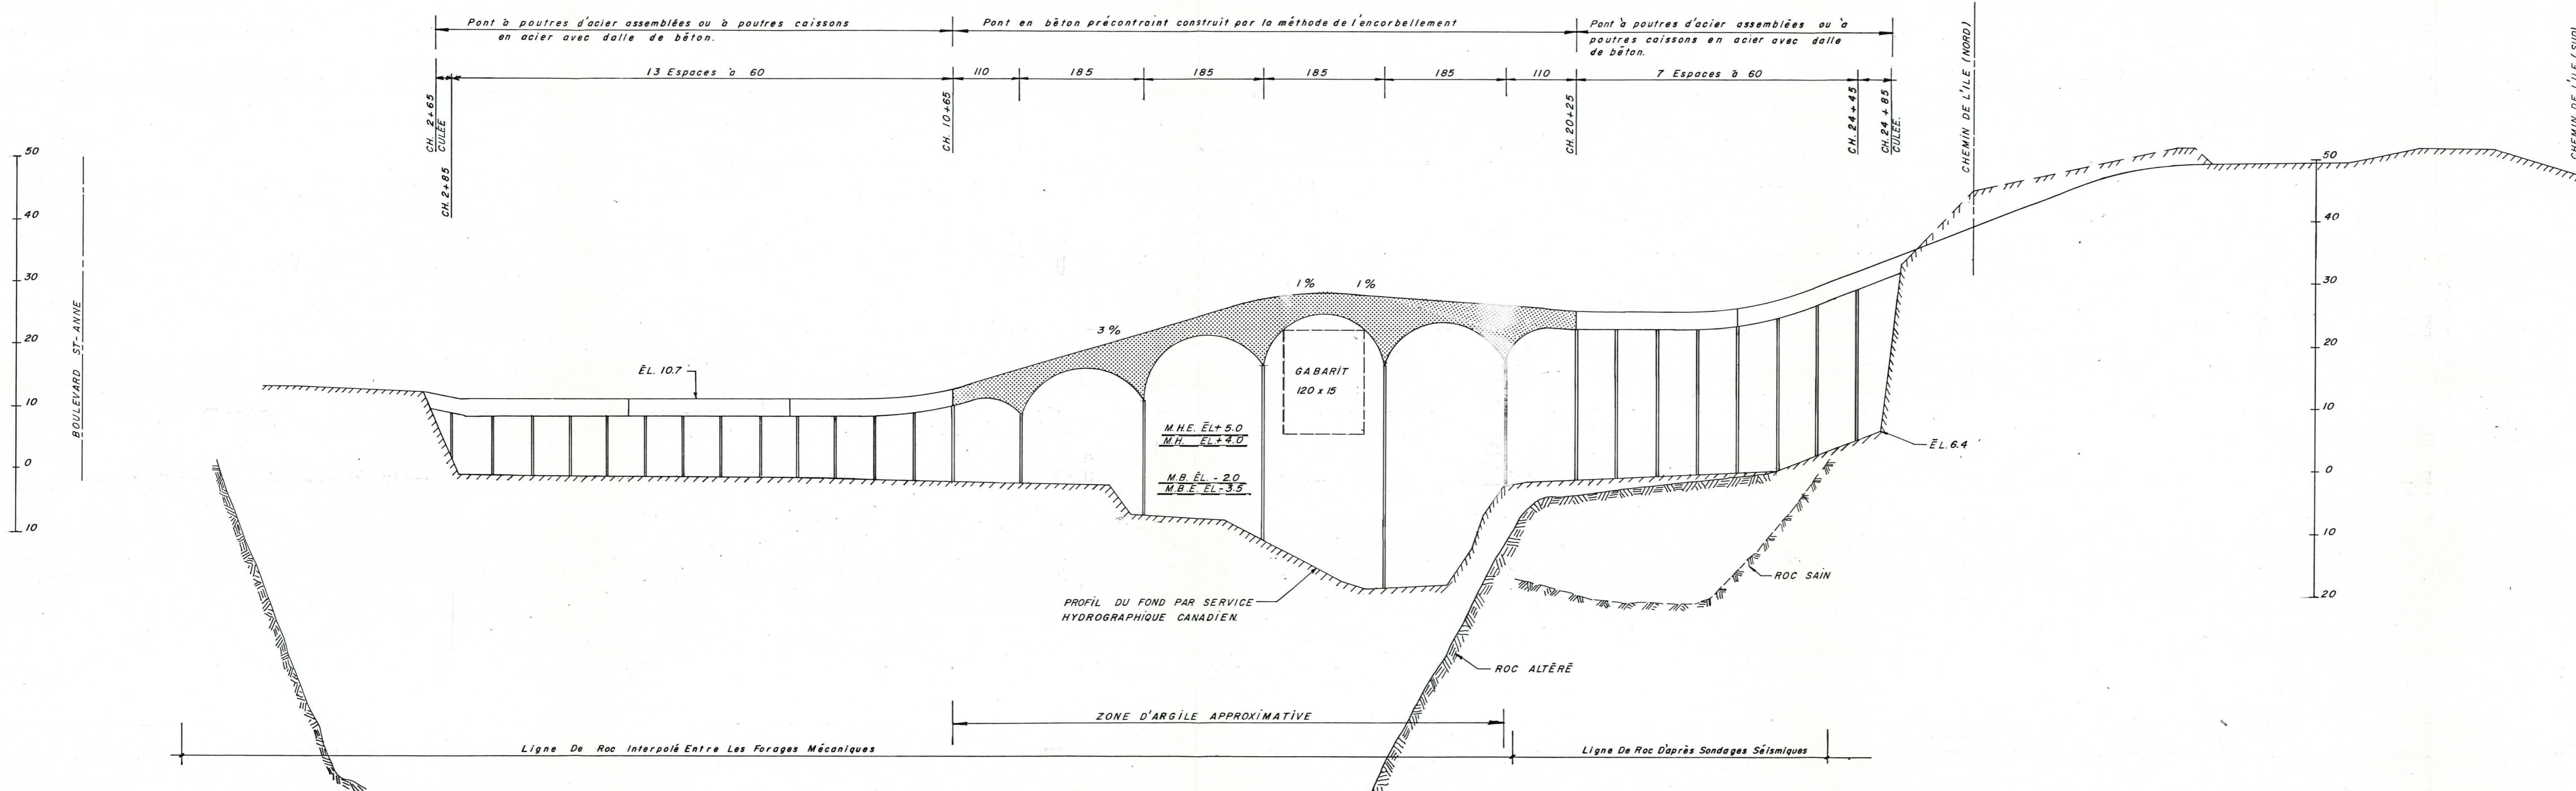 Pont à poutres d'acier assemblées ou à poutres caissons
en acier avec dalle de béton.
Pont en béton précontraint construit par la méthode de l'encorbellement
Pont à poutres d'acier assemblées ou à
poutres caissons en acier avec dalle
de béton.
13 Espaces à 60
110
185
185
185
185
110
7 Espaces à 60
CH. 2+65
CULÉE
CH. 2+85
CH. 10+65
CH. 20+25
CH. 24+45
CH. 24+85
CULÉE.
CHEMIN DE L'ILE (NORD)
CHEMIN DE L'ILE (SUD)
BOULEVARD ST-ANNE
50
40
30
20
10
0
10
50
40
30
20
10
0
10
20
ÉL. 10.7
3%
1%
1%
GABARIT
120 x 15
M.H.E. ÉL+ 5.0
M.H. EL.+ 4.0
M.B. ÉL. - 2.0
M.B.E. EL-3.5
ÉL.6.4
PROFIL DU FOND PAR SERVICE
HYDROGRAPHIQUE CANADIEN.
ROC SAIN
ROC ALTÉRÉ
ZONE D'ARGILE APPROXIMATIVE
Ligne De Roc Interpolé Entre Les Forages Mécaniques
Ligne De Roc D'après Sondages Séismiques